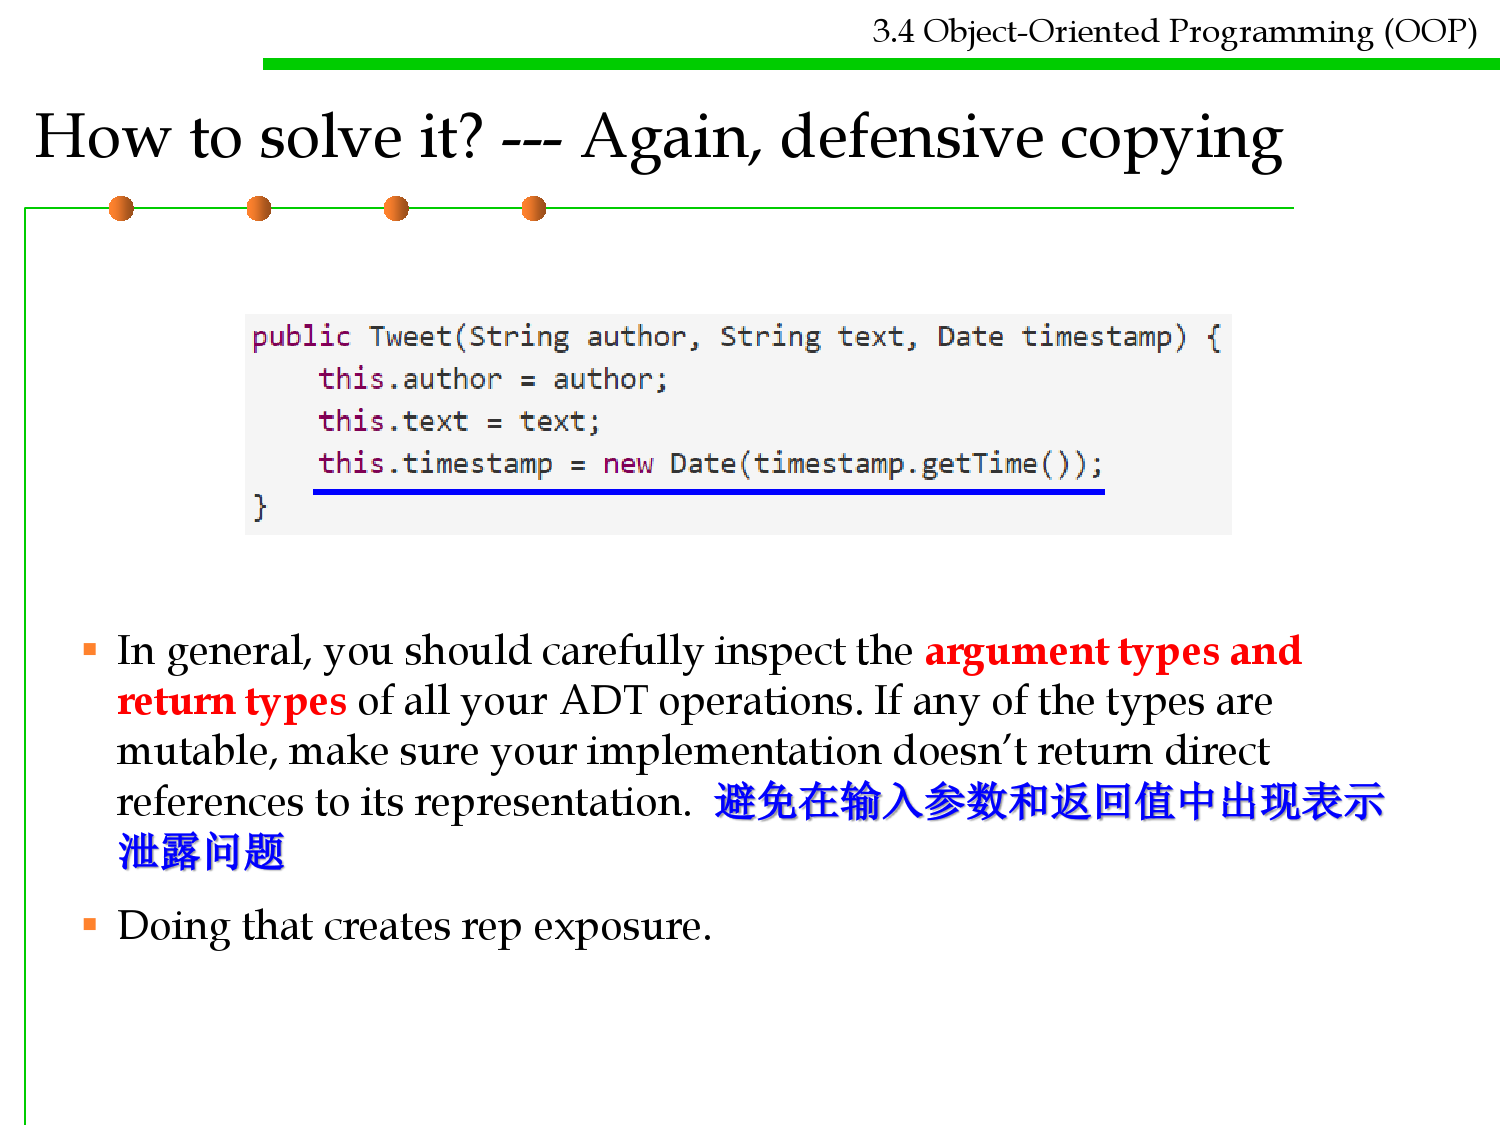 3.4 Object-Oriented Programming (OOP)
How to solve it? --- Again, defensive copying
public Tweet(String author, String text, Date timestamp) {
    this.author = author;
    this.text = text;
    this.timestamp = new Date(timestamp.getTime());
}
▪ In general, you should carefully inspect the argument types and
return types of all your ADT operations. If any of the types are
mutable, make sure your implementation doesn’t return direct
references to its representation. 避免在输入参数和返回值中出现表示
泄露问题
▪ Doing that creates rep exposure.